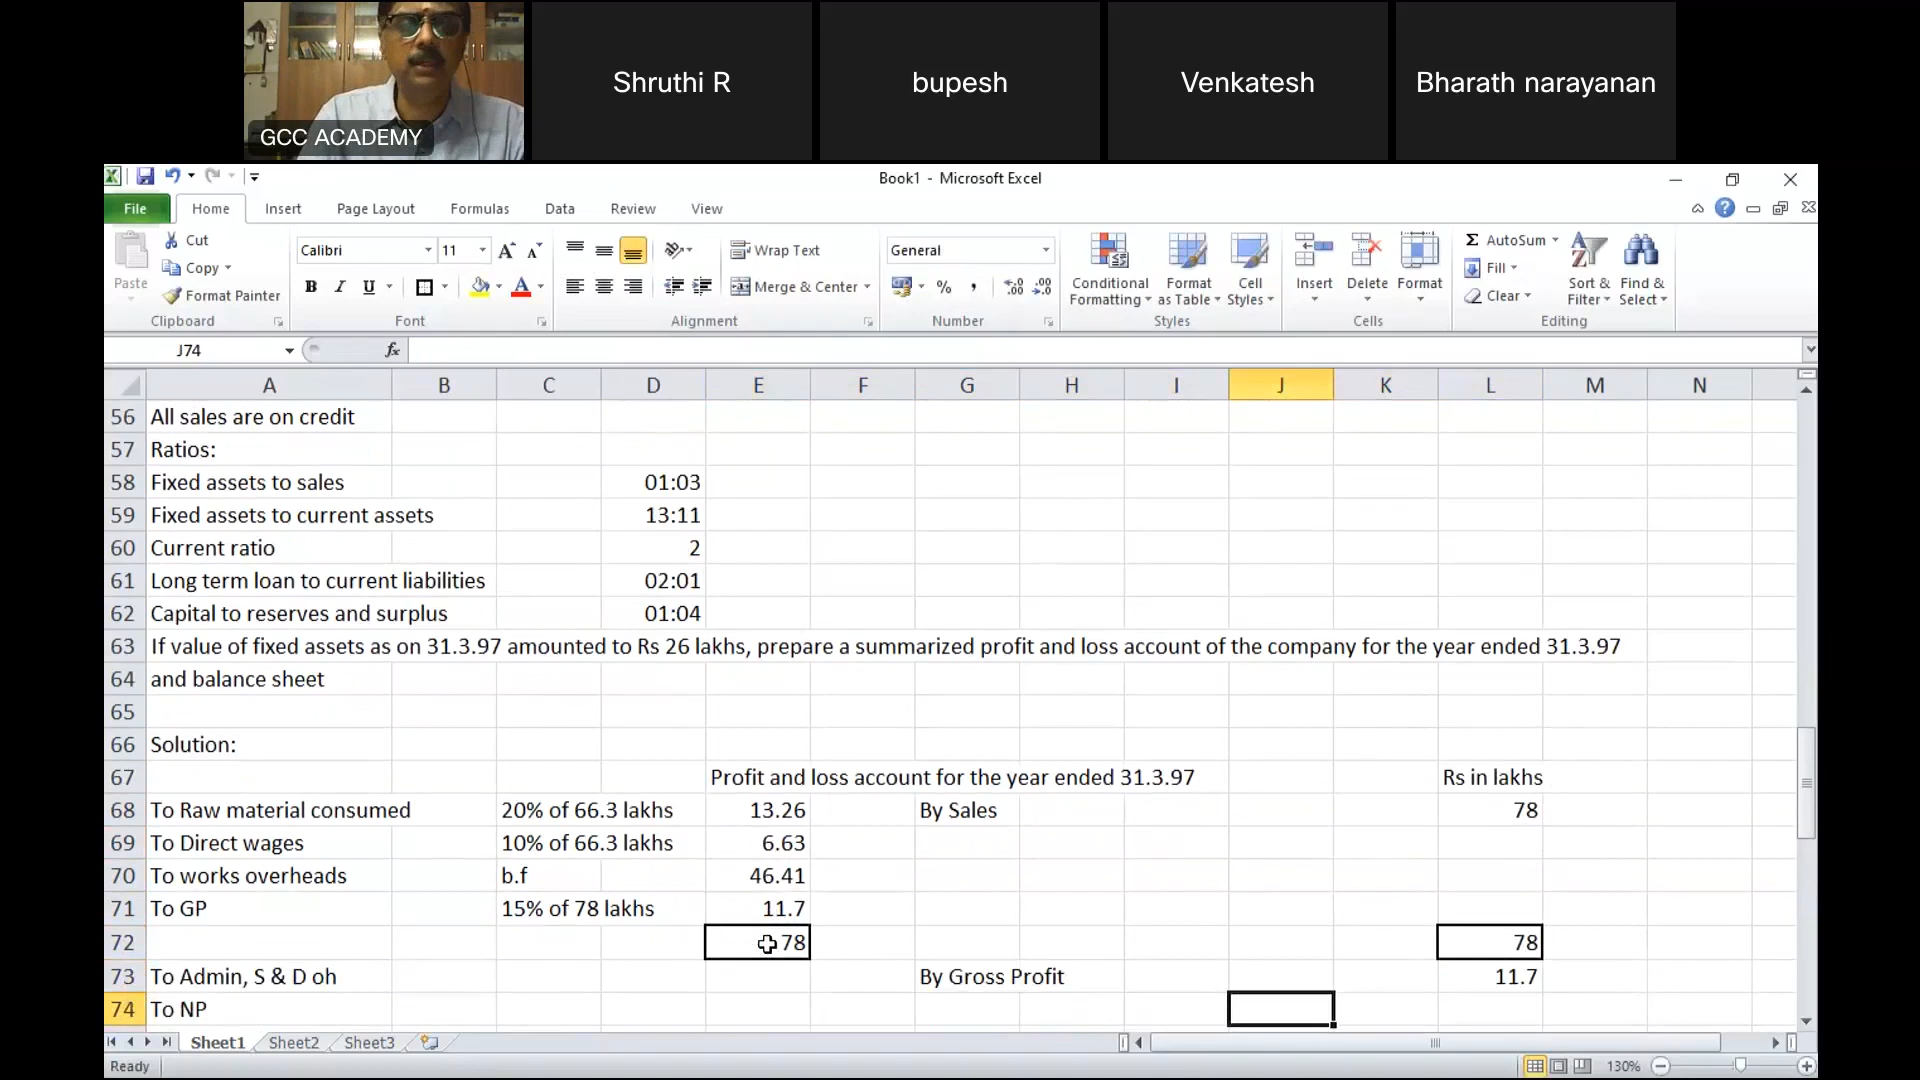 GCC ACADEMY
Shruthi R
bupesh
Venkatesh
Bharath narayanan
Book1 - Microsoft Excel
File Home Insert Page Layout Formulas Data Review View
Paste
Cut
Copy
Format Painter
Clipboard
Calibri 11
B I U
Font
Wrap Text
Merge & Center
Alignment
General
Number
Conditional Formatting
Format as Table
Cell Styles
Styles
Insert Delete Format
Cells
Σ AutoSum
Fill
Clear
Sort & Filter
Find & Select
Editing
J74 fx
A B C D E F G H I J K L M N
56 All sales are on credit
57 Ratios:
58 Fixed assets to sales 01:03
59 Fixed assets to current assets 13:11
60 Current ratio 2
61 Long term loan to current liabilities 02:01
62 Capital to reserves and surplus 01:04
63 If value of fixed assets as on 31.3.97 amounted to Rs 26 lakhs, prepare a summarized profit and loss account of the company for the year ended 31.3.97
64 and balance sheet
65
66 Solution:
67 Profit and loss account for the year ended 31.3.97 Rs in lakhs
68 To Raw material consumed 20% of 66.3 lakhs 13.26 By Sales 78
69 To Direct wages 10% of 66.3 lakhs 6.63
70 To works overheads b.f 46.41
71 To GP 15% of 78 lakhs 11.7
72 78 78
73 To Admin, S & D oh By Gross Profit 11.7
74 To NP
Sheet1 Sheet2 Sheet3
Ready 130%